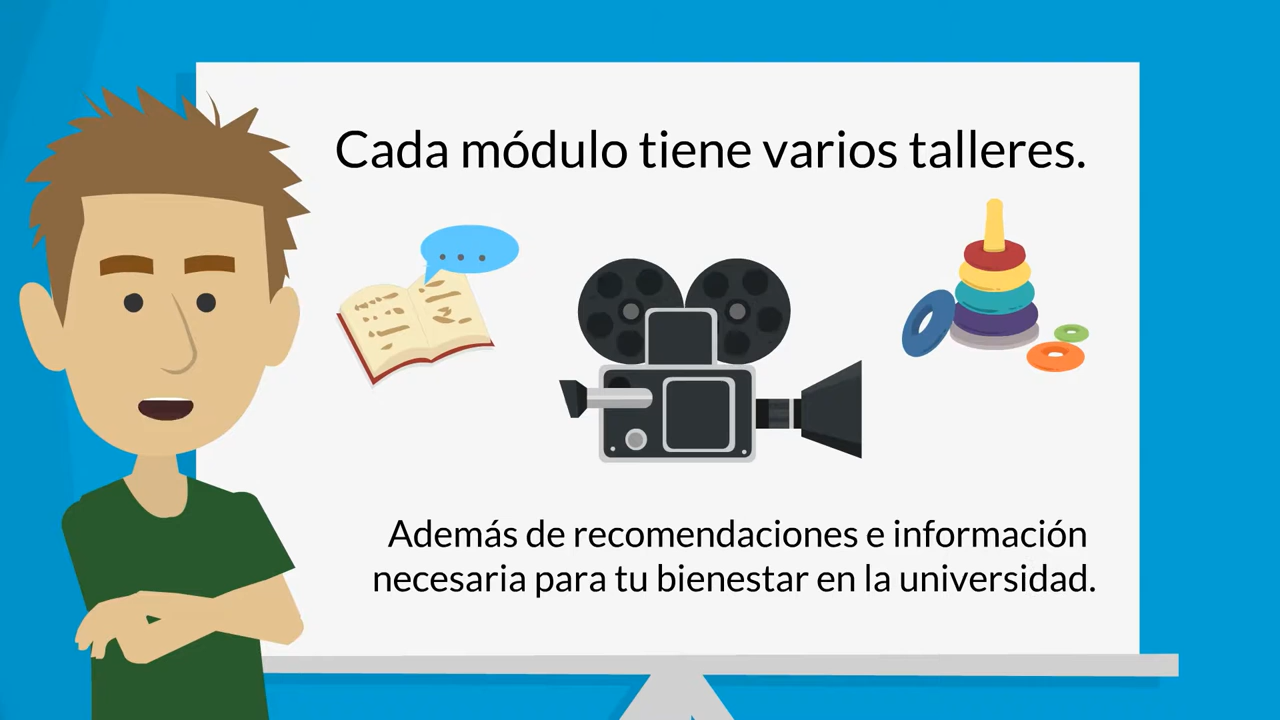 Cada módulo tiene varios talleres.
Además de recomendaciones e información
necesaria para tu bienestar en la universidad.